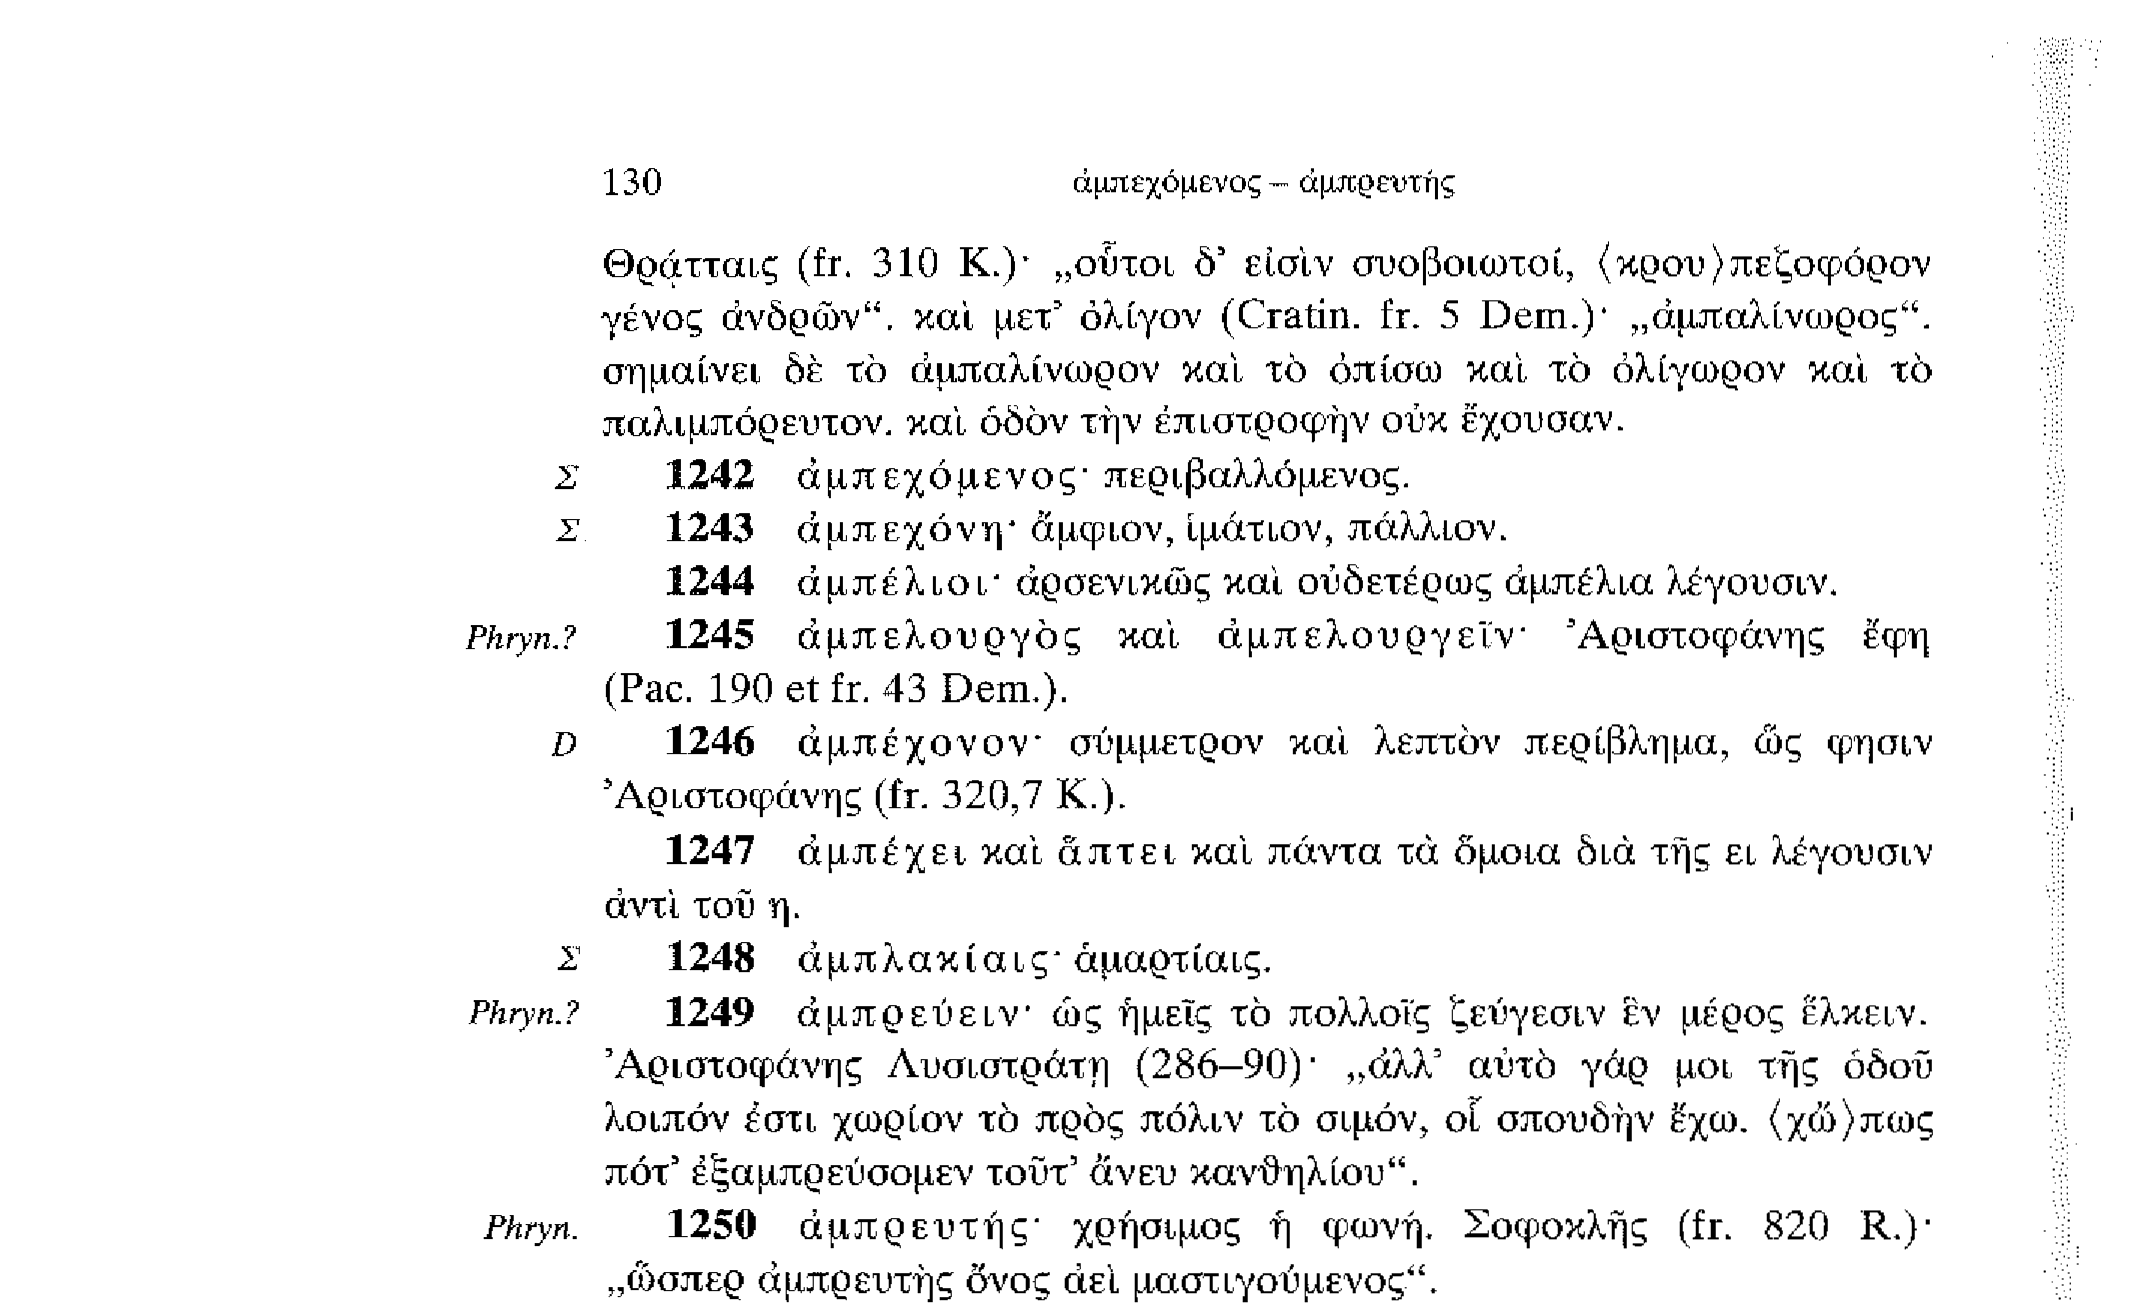 130 ἀμπεχόμενος – ἀμπρευτής
Θρᾴτταις (fr. 310 K.)· „οὗτοι δ’ εἰσὶν συοβοιωτοί, ⟨κρου⟩πεζοφόρον
γένος ἀνδρῶν“. καὶ μετ’ ὀλίγον (Cratin. fr. 5 Dem.)· „ἀμπαλίνωρος“.
σημαίνει δὲ τὸ ἀμπαλίνωρον καὶ τὸ ὀπίσω καὶ τὸ ὀλίγωρον καὶ τὸ
παλιμπόρευτον. καὶ ὁδὸν τὴν ἐπιστροφὴν οὐκ ἔχουσαν.
Σ 1242 ἀμπεχόμενος· περιβαλλόμενος.
Σ 1243 ἀμπεχόνη· ἄμφιον, ἱμάτιον, πάλλιον.
1244 ἀμπέλιοι· ἀρσενικῶς καὶ οὐδετέρως ἀμπέλια λέγουσιν.
Phryn.? 1245 ἀμπελουργὸς καὶ ἀμπελουργεῖν· Ἀριστοφάνης ἔφη
(Pac. 190 et fr. 43 Dem.).
D 1246 ἀμπέχονον· σύμμετρον καὶ λεπτὸν περίβλημα, ὥς φησιν
Ἀριστοφάνης (fr. 320,7 K.).
1247 ἀμπέχει καὶ ἅπτει καὶ πάντα τὰ ὅμοια διὰ τῆς ει λέγουσιν
ἀντὶ τοῦ η.
Σ 1248 ἀμπλακίαις· ἁμαρτίαις.
Phryn.? 1249 ἀμπρεύειν· ὡς ἡμεῖς τὸ πολλοῖς ζεύγεσιν ἓν μέρος ἕλκειν.
Ἀριστοφάνης Λυσιστράτῃ (286–90)· „ἀλλ’ αὐτὸ γάρ μοι τῆς ὁδοῦ
λοιπόν ἐστι χωρίον τὸ πρὸς πόλιν τὸ σιμόν, οἷ σπουδὴν ἔχω. ⟨χὤ⟩πως
πότ’ ἐξαμπρεύσομεν τοῦτ’ ἄνευ κανθηλίου“.
Phryn. 1250 ἀμπρευτής· χρήσιμος ἡ φωνή. Σοφοκλῆς (fr. 820 R.)·
„ὥσπερ ἀμπρευτὴς ὄνος ἀεὶ μαστιγούμενος“.